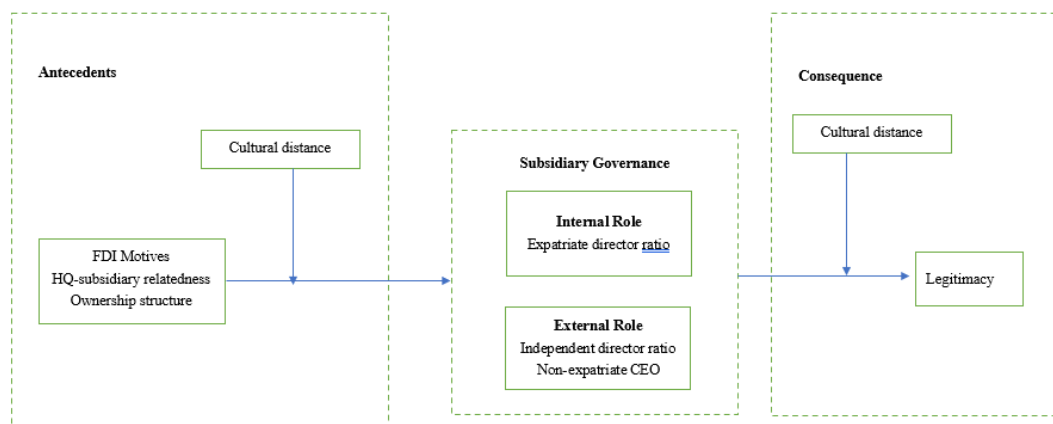 Antecedents
Cultural distance
FDI Motives
HQ-subsidiary relatedness
Ownership structure
Subsidiary Governance
Internal Role
Expatriate director ratio
External Role
Independent director ratio
Non-expatriate CEO
Consequence
Cultural distance
Legitimacy